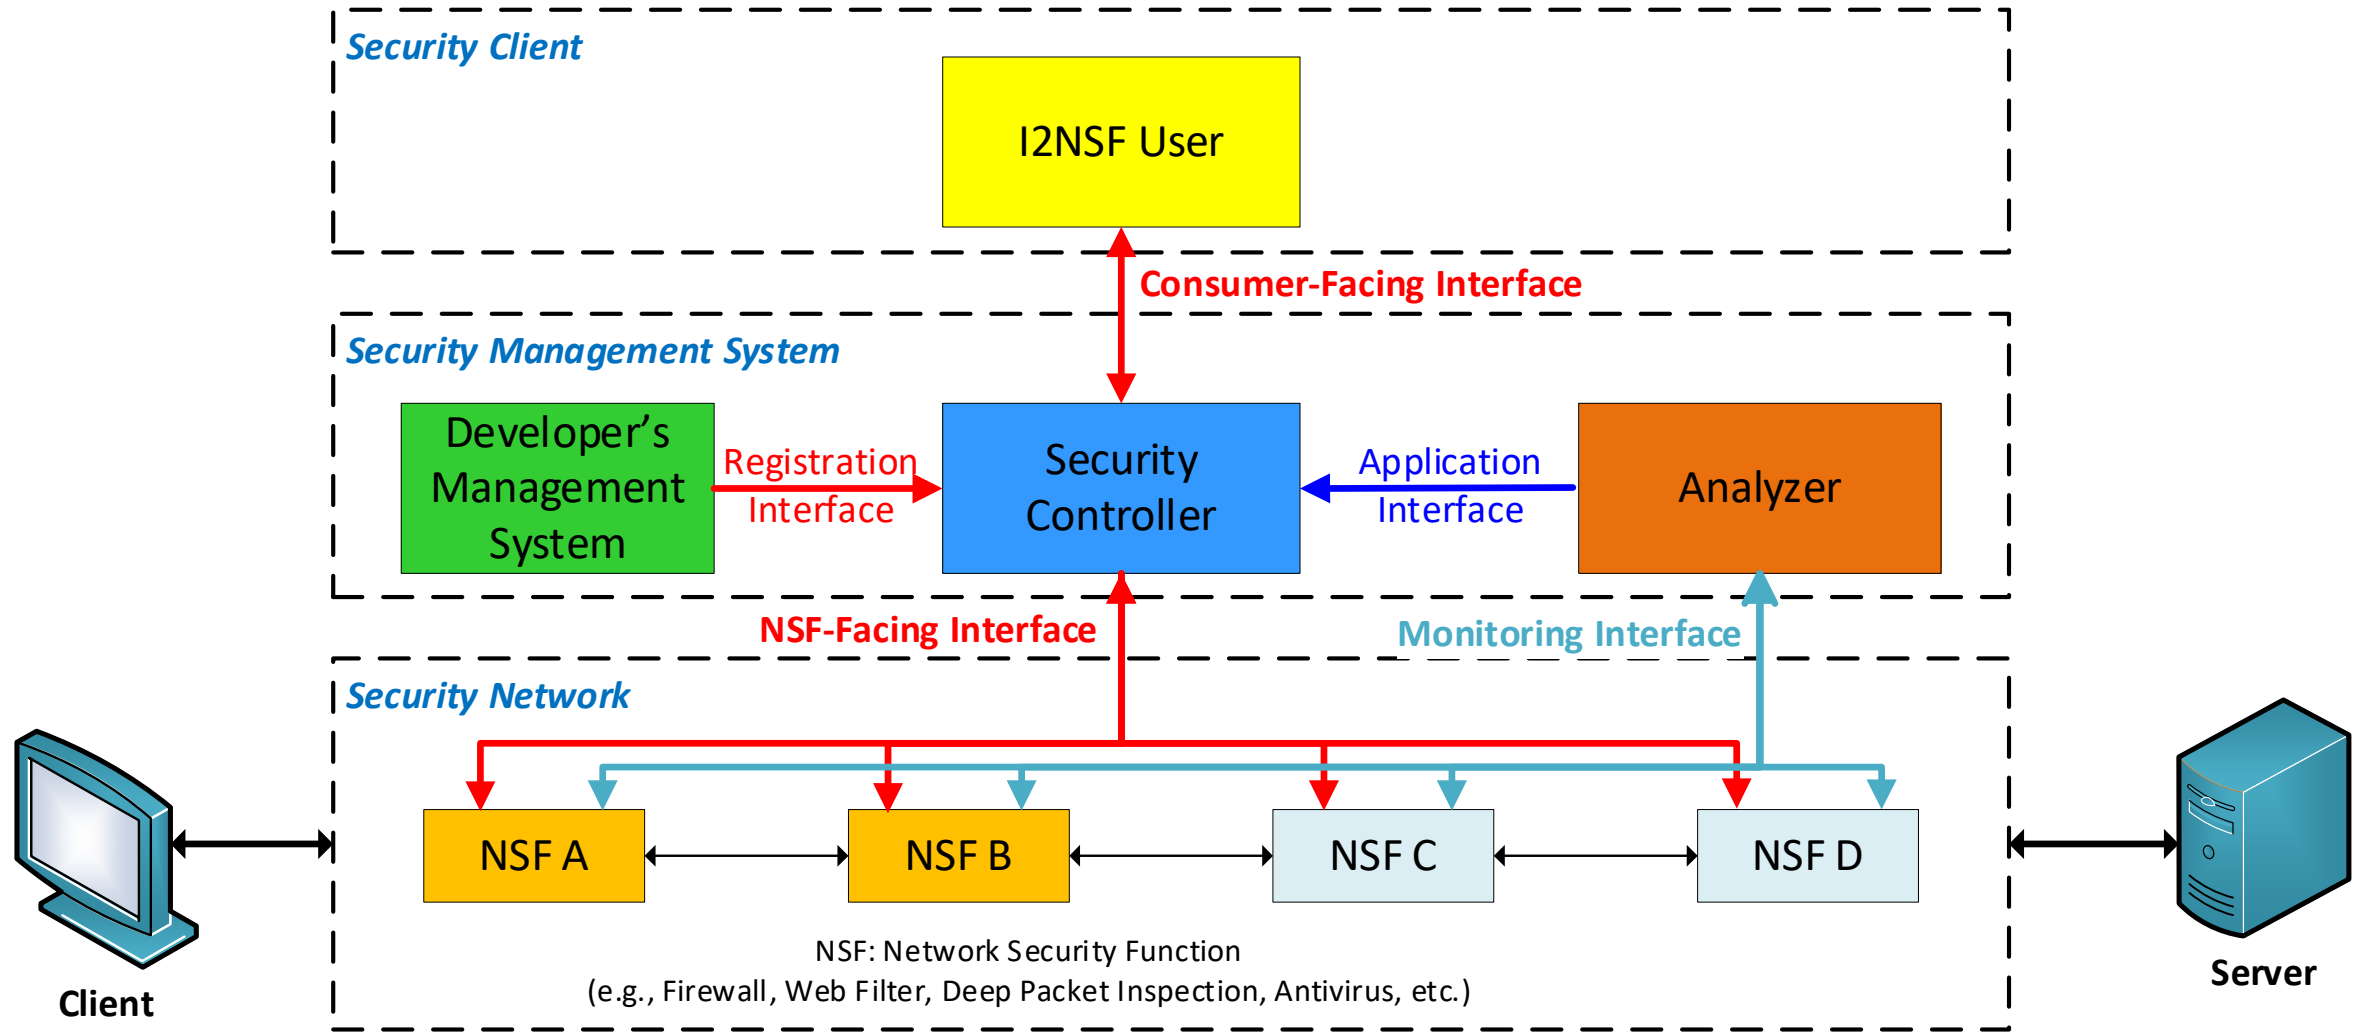 Security Client
I2NSF User
Consumer-Facing Interface
Security Management System
Developer's
Management
System
Registration
Interface
Security
Controller
Application
Interface
Analyzer
NSF-Facing Interface
Monitoring Interface
Security Network
NSF A
NSF B
NSF C
NSF D
NSF: Network Security Function
(e.g., Firewall, Web Filter, Deep Packet Inspection, Antivirus, etc.)
Client
Server